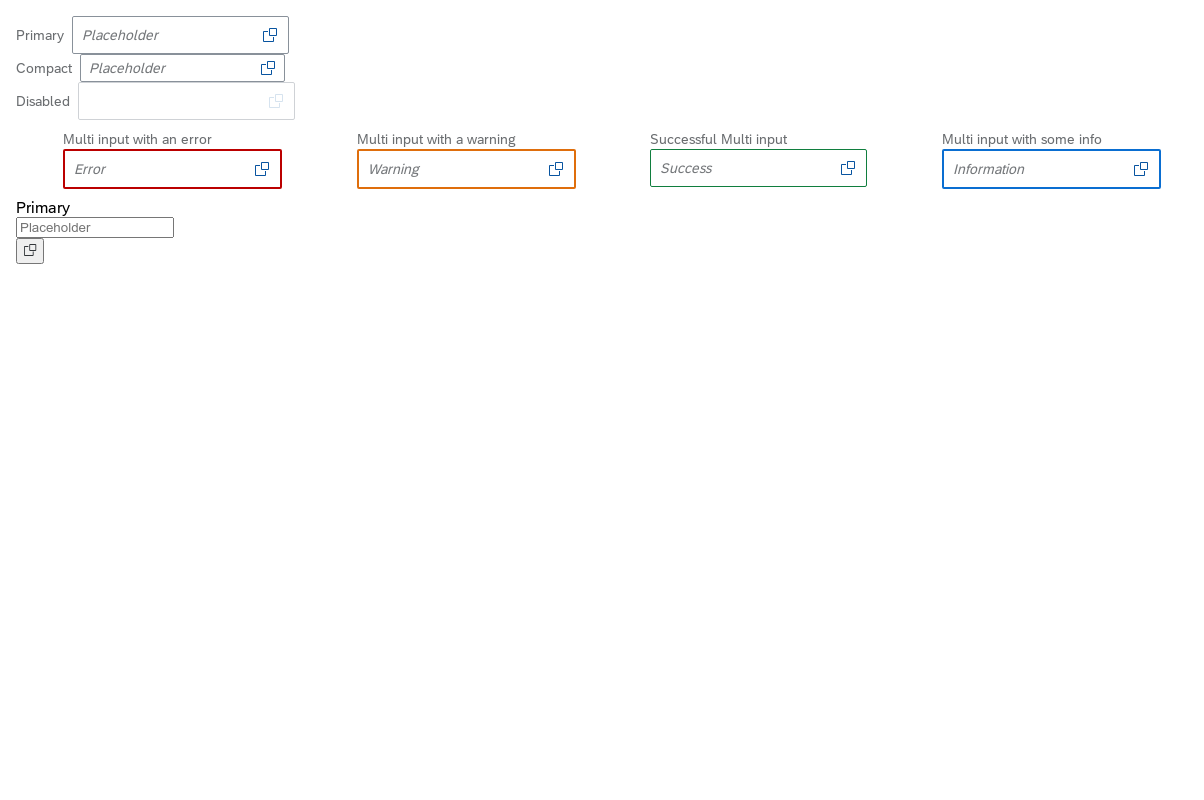 Primary Placeholder
Compact Placeholder
Disabled
Multi input with an error Multi input with a warning Successful Multi input Multi input with some info
Error Warning Success Information
Primary
Placeholder